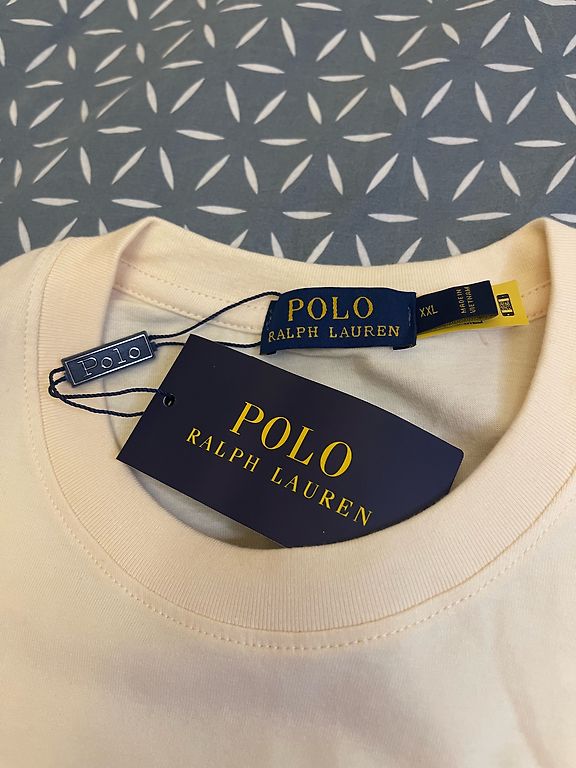 POLO
RALPH LAUREN
XXL
MADE IN
VIETNAM
Polo
POLO
RALPH LAUREN